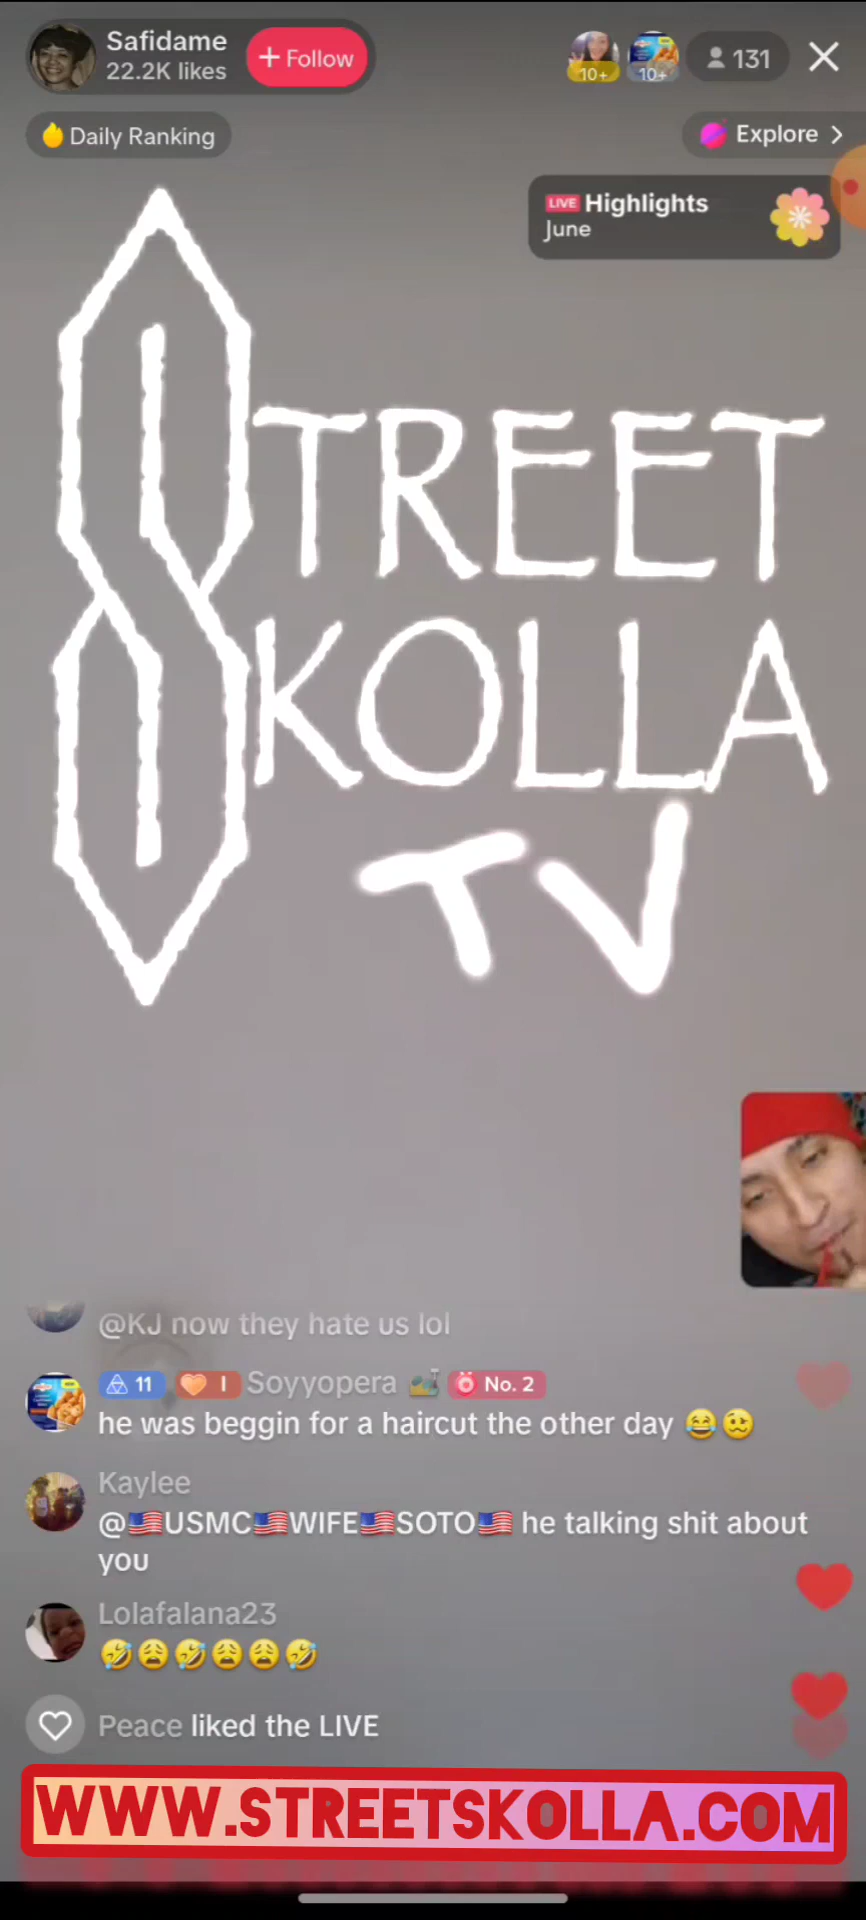 Safidame
22.2K likes
+ Follow
10+
10+
131
Daily Ranking
Explore
LIVE Highlights
June
STREET
SKOLLA
TV
@KJ now they hate us lol
11 I Soyyopera No. 2
he was beggin for a haircut the other day 😂🥴
Kaylee
@🇺🇸USMC🇺🇸WIFE🇺🇸SOTO🇺🇸 he talking shit about
you
Lolafalana23
🤣😩🤣😩😩🤣
Peace liked the LIVE
WWW.STREETSKOLLA.COM